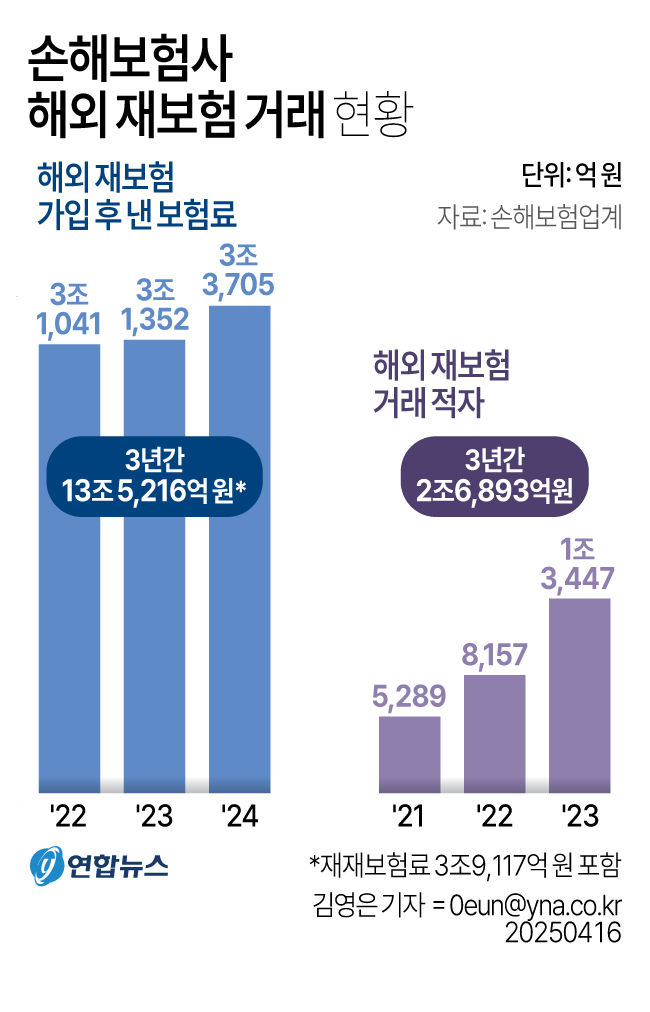 손해보험사
해외 재보험 거래 현황
해외 재보험
가입 후 낸 보험료
단위: 억 원
자료: 손해보험업계
3조
1,041
3조
1,352
3조
3,705
3년간
13조 5,216억 원*
'22
'23
'24
해외 재보험
거래 적자
3년간
2조6,893억원
5,289
8,157
1조
3,447
'21
'22
'23
y 연합뉴스
*재재보험료 3조9,117억 원 포함
김영은 기자 = 0eun@yna.co.kr
20250416